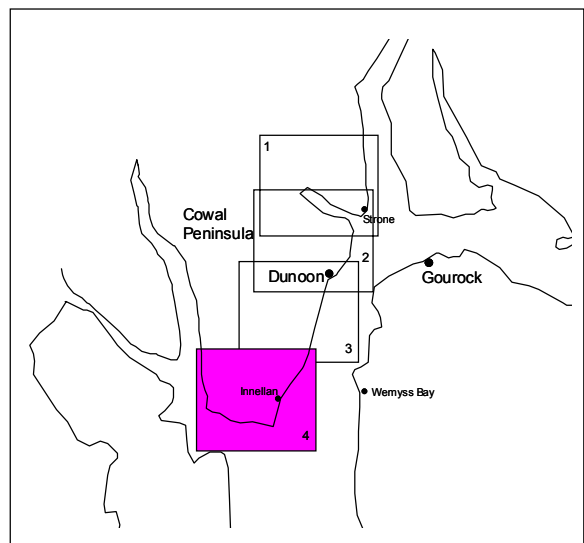 1
Strone
Cowal
Peninsula
2
Dunoon
Gourock
3
Innellan
Wemyss Bay
4